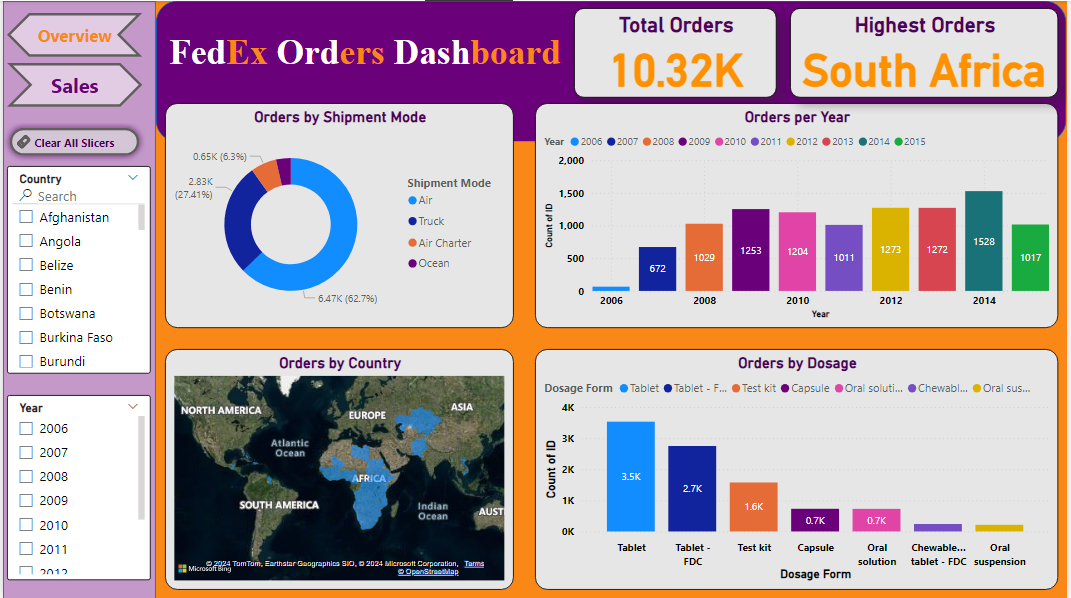 Overview
Sales
Clear All Slicers
Country
Search
Afghanistan
Angola
Belize
Benin
Botswana
Burkina Faso
Burundi
Year
2006
2007
2008
2009
2010
2011
2012
FedEx Orders Dashboard
Total Orders
10.32K
Highest Orders
South Africa
Orders by Shipment Mode
0.65K (6.3%)
2.83K
(27.41%)
6.47K (62.7%)
Shipment Mode
Air
Truck
Air Charter
Ocean
Orders per Year
Year 2006 2007 2008 2009 2010 2011 2012 2013 2014 2015
Count of ID
2,000
1,500
1,000
500
0
672
1029
1253
1204
1011
1273
1272
1528
1017
2006 2008 2010 2012 2014
Year
Orders by Country
NORTH AMERICA
EUROPE
ASIA
Atlantic
Ocean
AFRICA
SOUTH AMERICA
Indian
Ocean
AUST
Microsoft Bing
© 2024 TomTom, Earthstar Geographics SIO, © 2024 Microsoft Corporation, Terms
© OpenStreetMap
Orders by Dosage
Dosage Form Tablet Tablet - F... Test kit Capsule Oral soluti... Chewabl... Oral sus...
Count of ID
4K
3K
2K
1K
0K
3.5K
2.7K
1.6K
0.7K
0.7K
Tablet
Tablet -
FDC
Test kit
Capsule
Oral
solution
Chewable...
tablet - FDC
Oral
suspension
Dosage Form